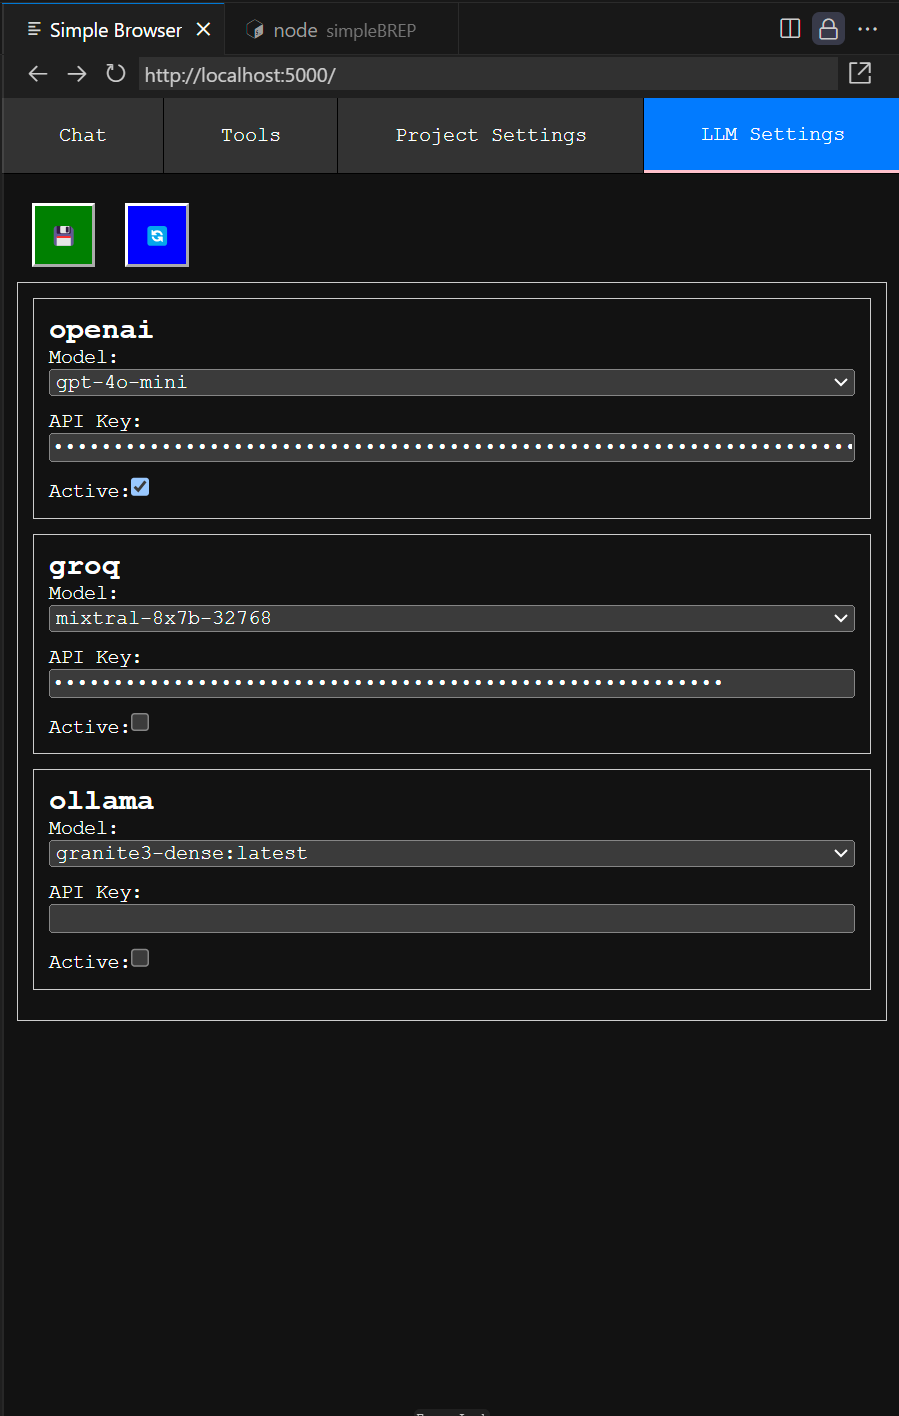 Simple Browser
node simpleBREP
http://localhost:5000/
Chat
Tools
Project Settings
LLM Settings
openai
Model:
gpt-4o-mini
API Key:
Active:
groq
Model:
mixtral-8x7b-32768
API Key:
Active:
ollama
Model:
granite3-dense:latest
API Key:
Active: